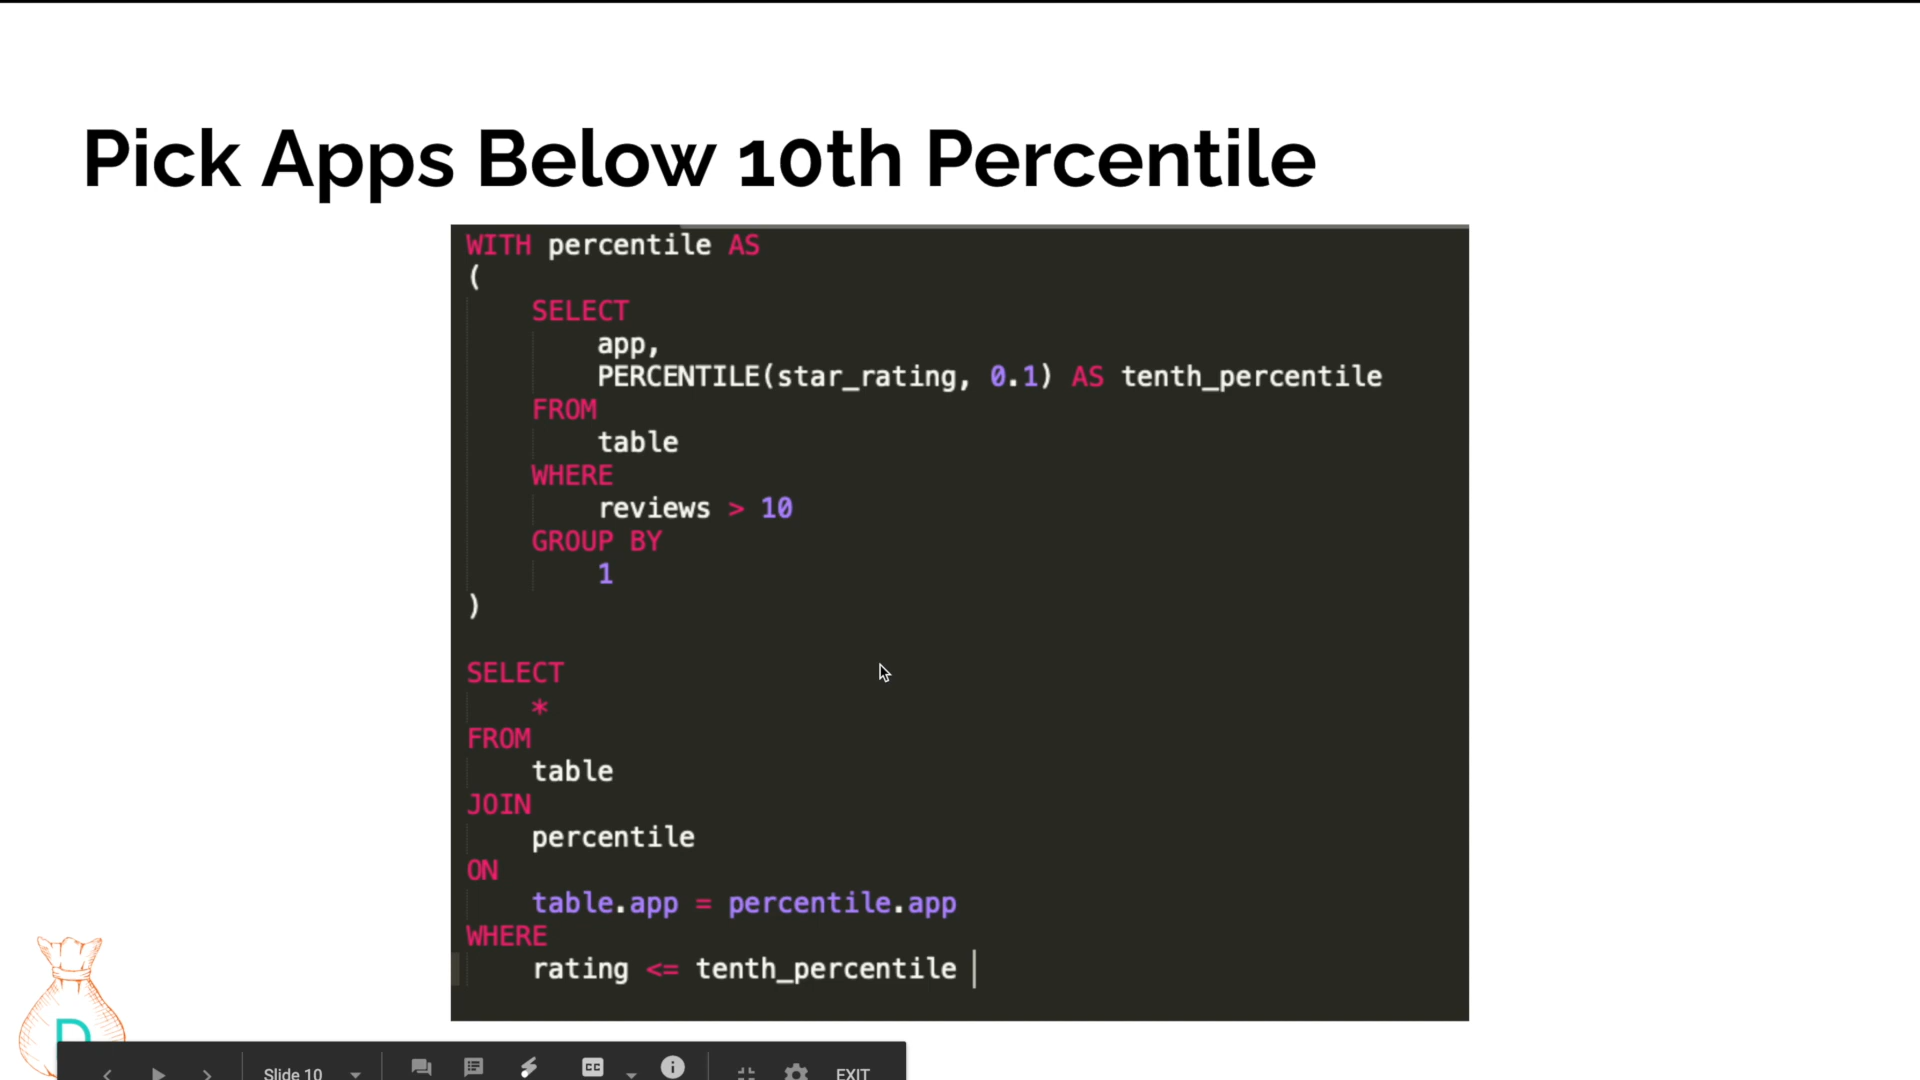 Pick Apps Below 10th Percentile
WITH percentile AS
(
SELECT
app,
PERCENTILE(star_rating, 0.1) AS tenth_percentile
FROM
table
WHERE
reviews > 10
GROUP BY
1
)
SELECT
*
FROM
table
JOIN
percentile
ON
table.app = percentile.app
WHERE
rating <= tenth_percentile
D
Slide 10
CC
EXIT